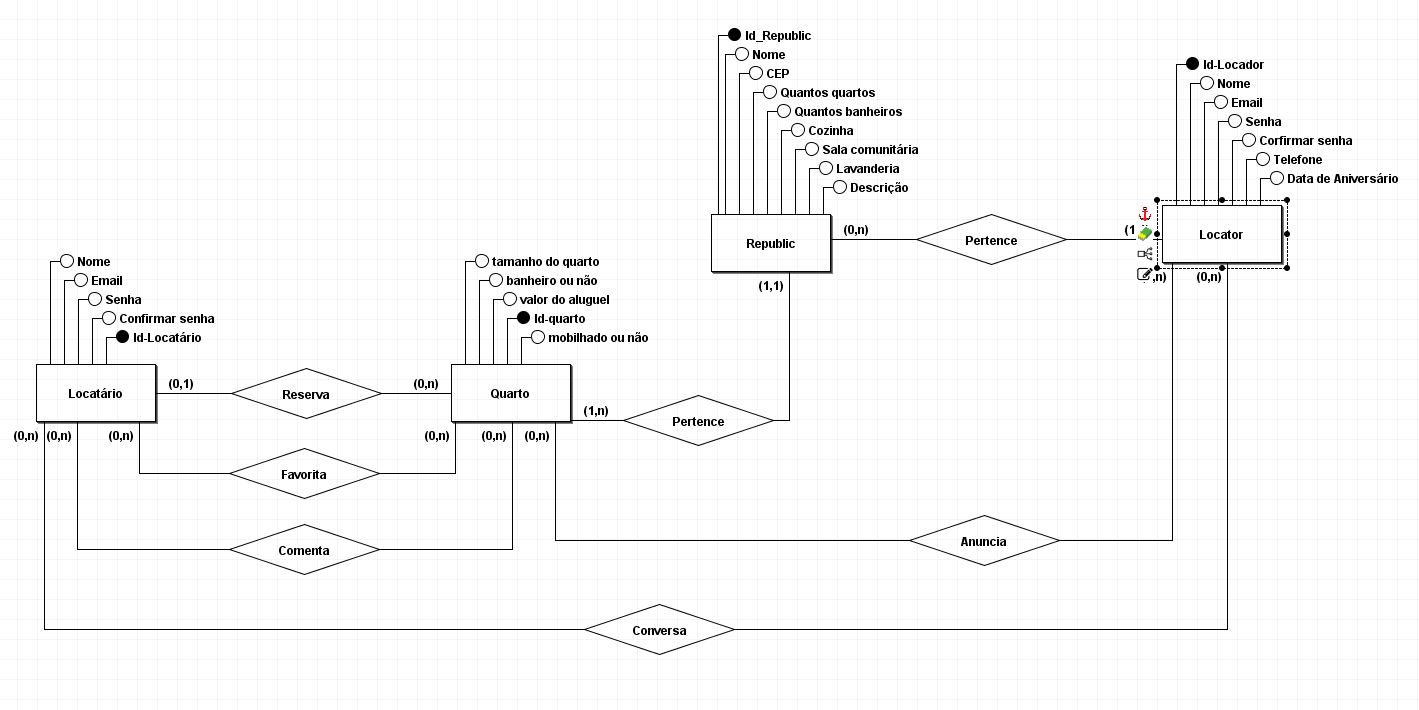 Id_Republic
Nome
CEP
Quantos quartos
Quantos banheiros
Cozinha
Sala comunitária
Lavanderia
Descrição
Id-Locador
Nome
Email
Senha
Corfirmar senha
Telefone
Data de Aniversário
Republic
(0,n)
Pertence
(1
Locator
,n)
(0,n)
(1,1)
Nome
Email
Senha
Confirmar senha
Id-Locatário
tamanho do quarto
banheiro ou não
valor do aluguel
Id-quarto
mobilhado ou não
Locatário
(0,1)
Reserva
(0,n)
Quarto
(1,n)
Pertence
(0,n)
(0,n)
(0,n)
(0,n)
(0,n)
(0,n)
Favorita
Comenta
Anuncia
Conversa